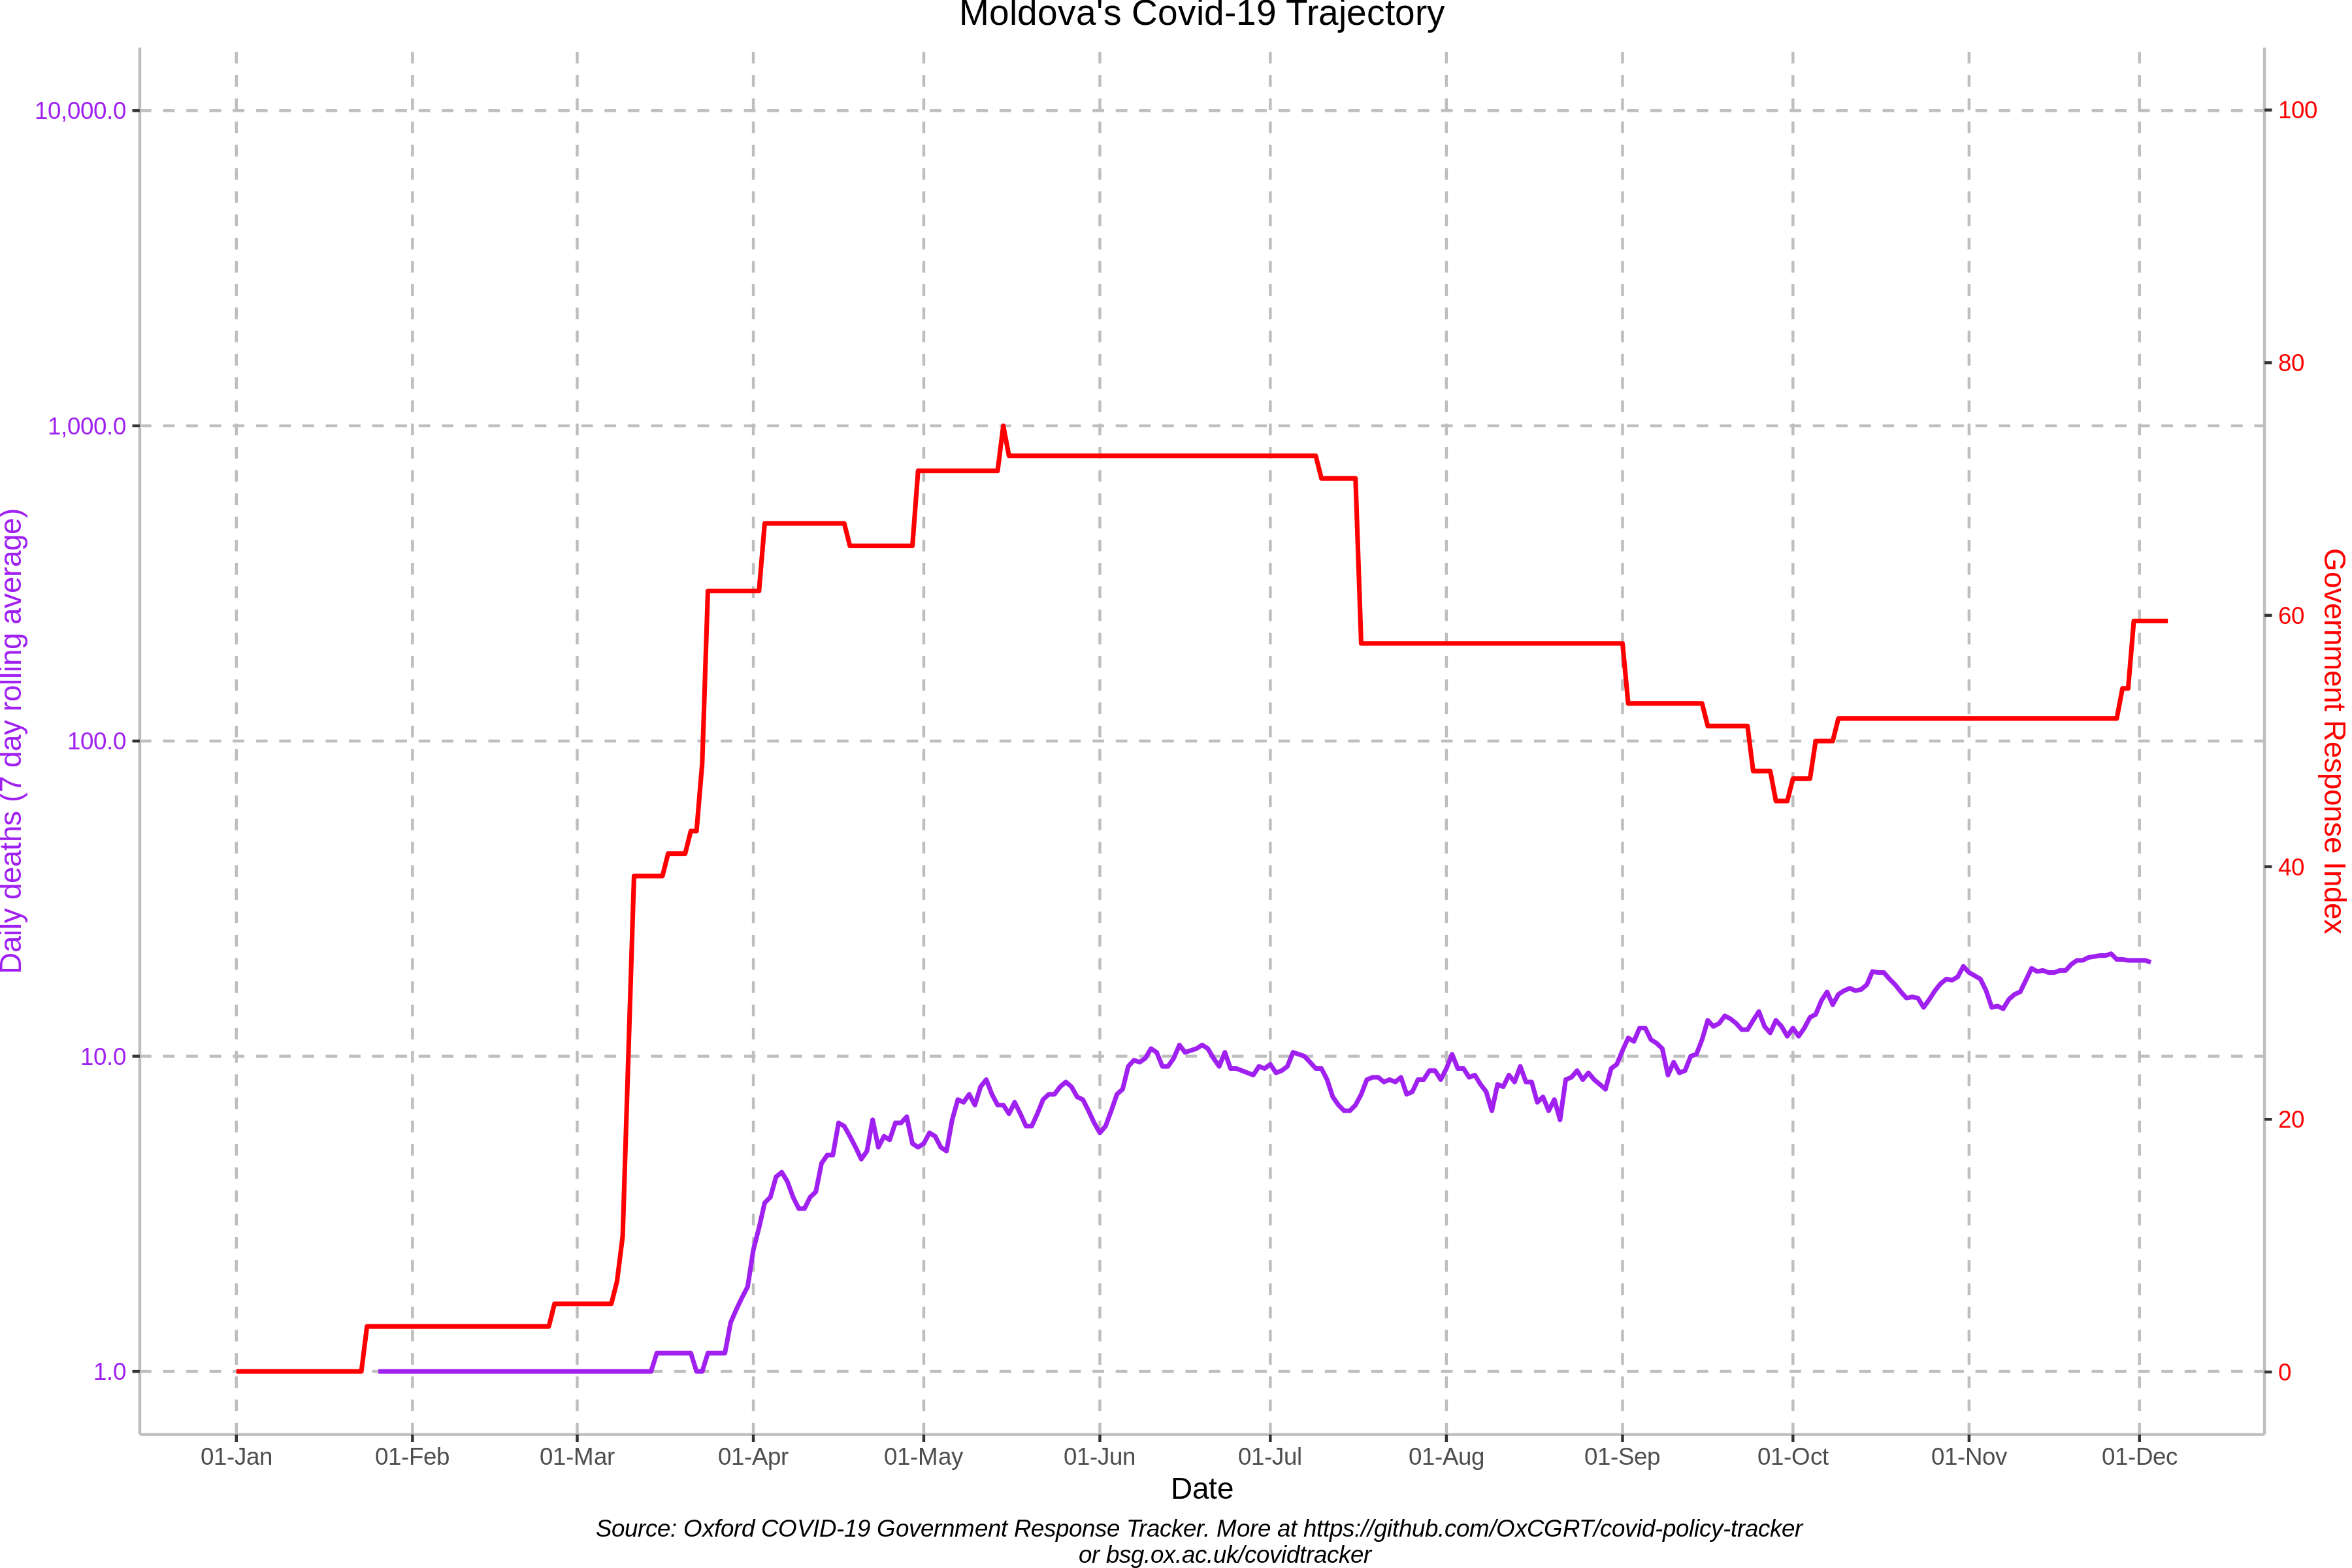 Moldova's Covid-19 Trajectory
10,000.0
1,000.0
100.0
10.0
1.0
Daily deaths (7 day rolling average)
100
80
60
40
20
0
Government Response Index
01-Jan 01-Feb 01-Mar 01-Apr 01-May 01-Jun 01-Jul 01-Aug 01-Sep 01-Oct 01-Nov 01-Dec
Date
Source: Oxford COVID-19 Government Response Tracker. More at https://github.com/OxCGRT/covid-policy-tracker
or bsg.ox.ac.uk/covidtracker